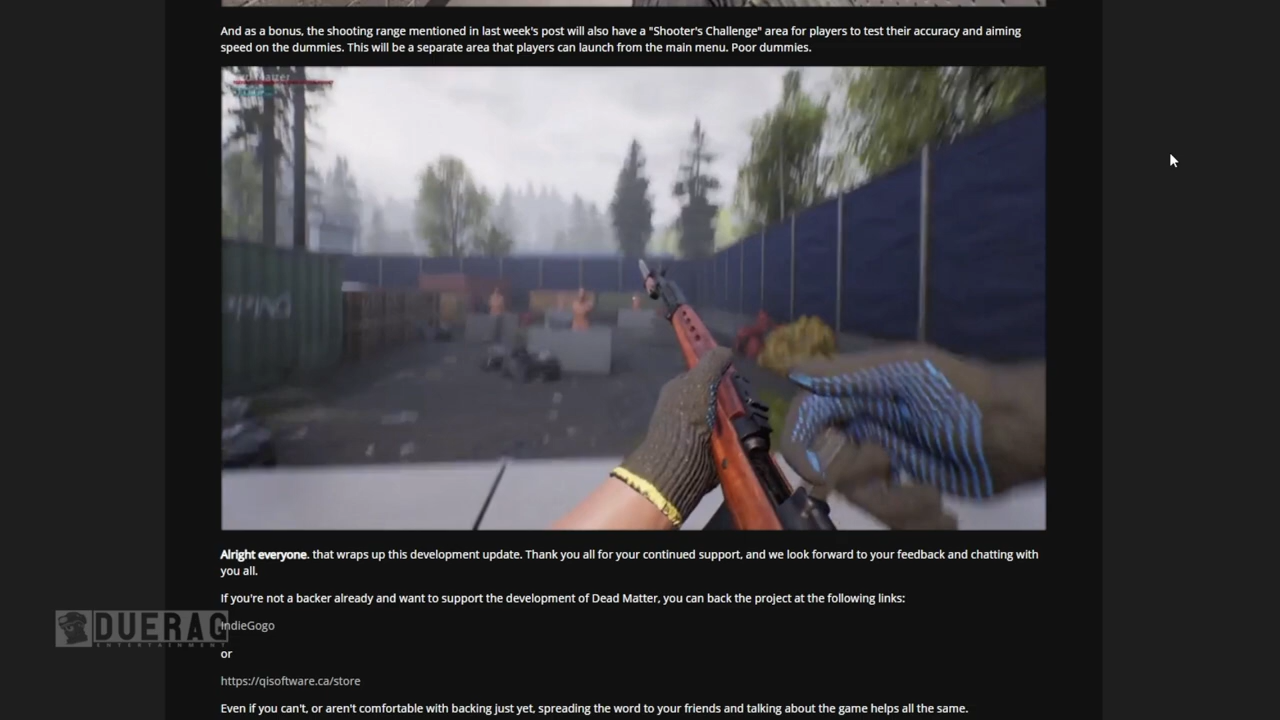 And as a bonus, the shooting range mentioned in last week's post will also have a "Shooter's Challenge" area for players to test their accuracy and aiming
speed on the dummies. This will be a separate area that players can launch from the main menu. Poor dummies.
Alright everyone. that wraps up this development update. Thank you all for your continued support, and we look forward to your feedback and chatting with
you all.
If you're not a backer already and want to support the development of Dead Matter, you can back the project at the following links:
DUERAG
ENTERTAINMENT
IndieGogo
or
https://qisoftware.ca/store
Even if you can't, or aren't comfortable with backing just yet, spreading the word to your friends and talking about the game helps all the same.